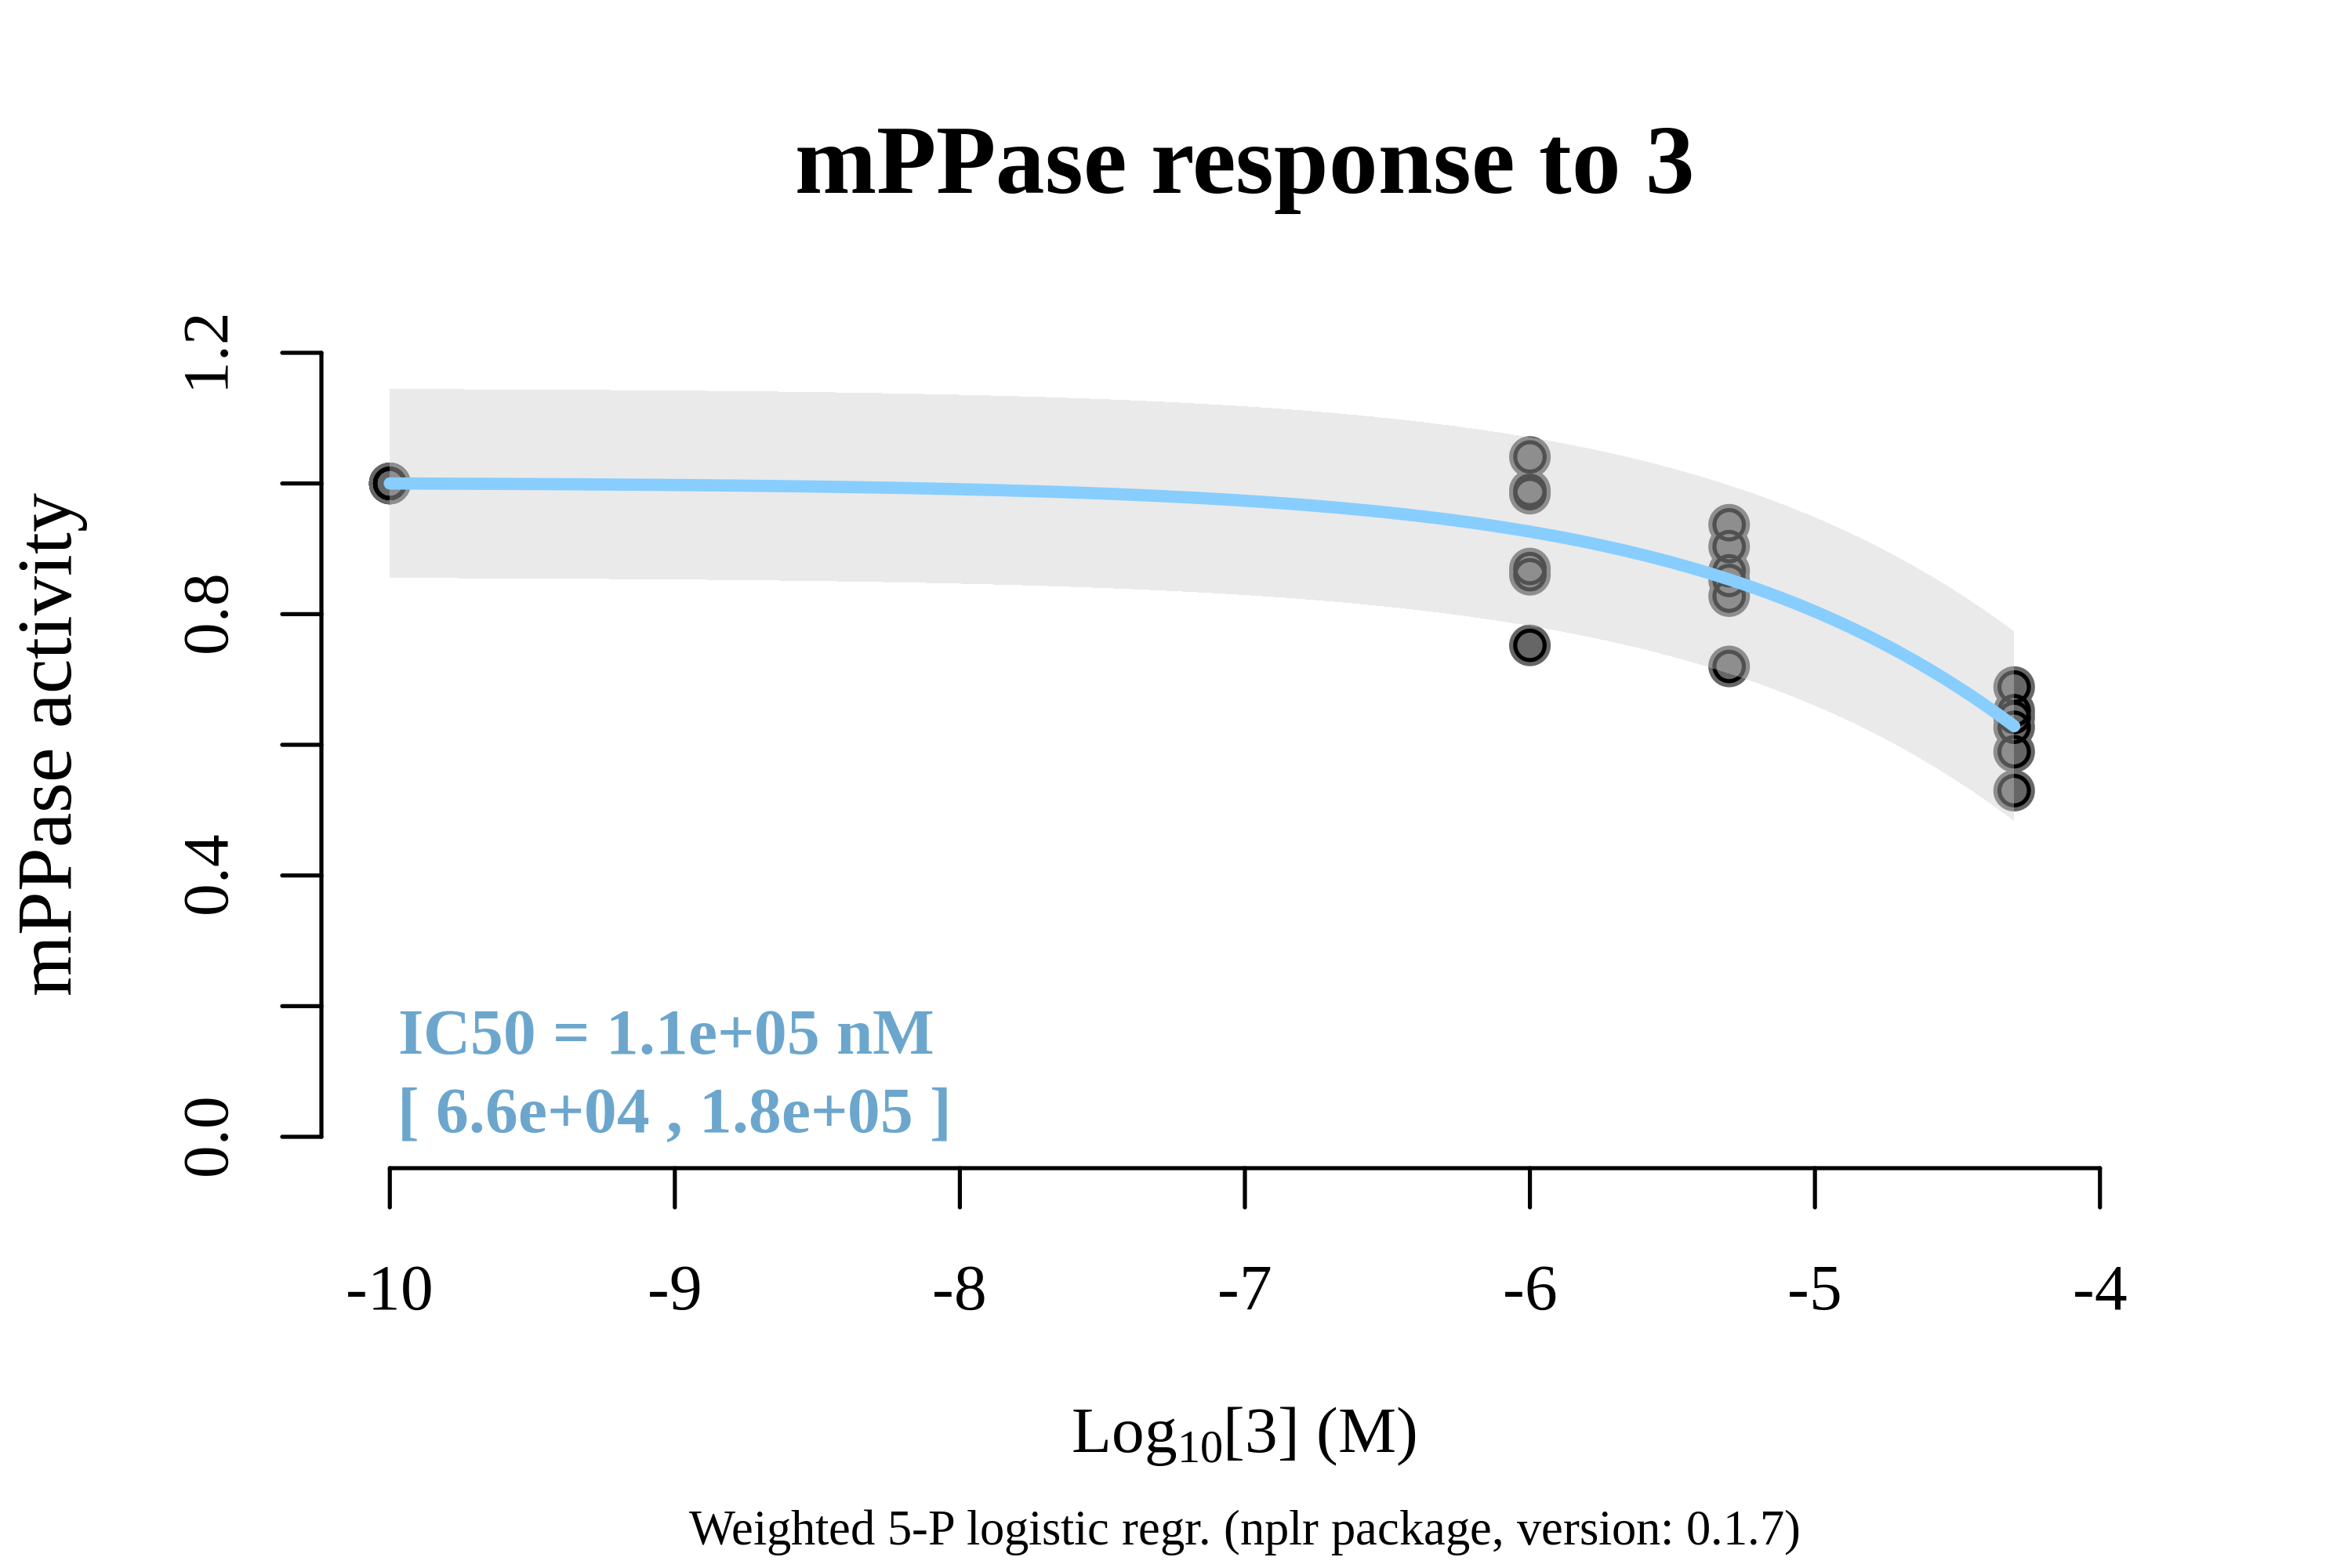 mPPase response to 3
mPPase activity
1.2
0.8
0.4
0.0
IC50 = 1.1e+05 nM
[ 6.6e+04 , 1.8e+05 ]
-10 -9 -8 -7 -6 -5 -4
Log10[3] (M)
Weighted 5-P logistic regr. (nplr package, version: 0.1.7)